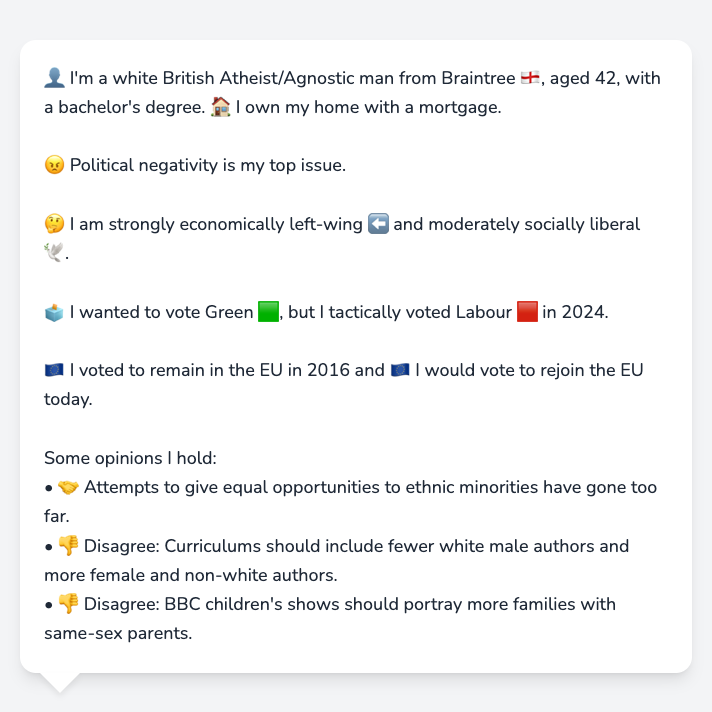 👤 I'm a white British Atheist/Agnostic man from Braintree 🏴󠁧󠁢󠁥󠁮󠁧󠁿, aged 42, with
a bachelor's degree. 🏠 I own my home with a mortgage.
😠 Political negativity is my top issue.
🤔 I am strongly economically left-wing ⬅️ and moderately socially liberal
🕊️.
🗳️ I wanted to vote Green 🟩, but I tactically voted Labour 🟥 in 2024.
🇪🇺 I voted to remain in the EU in 2016 and 🇪🇺 I would vote to rejoin the EU
today.
Some opinions I hold:
• 🤝 Attempts to give equal opportunities to ethnic minorities have gone too
far.
• 👎 Disagree: Curriculums should include fewer white male authors and
more female and non-white authors.
• 👎 Disagree: BBC children's shows should portray more families with
same-sex parents.